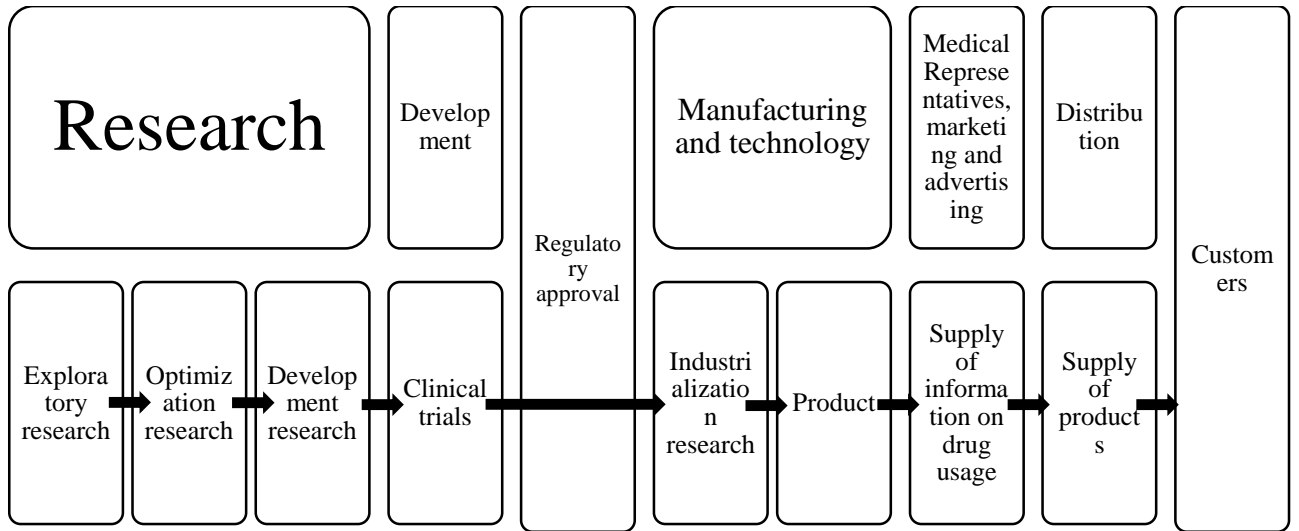 Research
Develop
ment
Regulato
ry
approval
Manufacturing
and technology
Medical
Represe
ntatives,
marketi
ng and
advertis
ing
Distribu
tion
Custom
ers
Explora
tory
research
Optimiz
ation
research
Develop
ment
research
Clinical
trials
Industri
alizatio
n
research
Product
Supply
of
informa
tion on
drug
usage
Supply
of
product
s